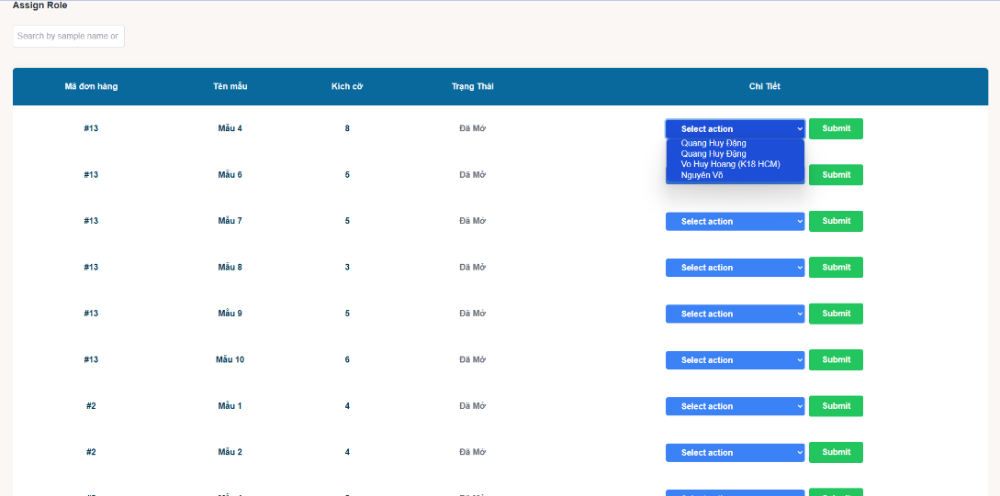 Assign Role
Search by sample name or
Mã đơn hàng Tên mẫu Kích cỡ Trạng Thái Chi Tiết
#13 Mẫu 4 8 Đã Mở Select action Submit
Quang Huy Đặng
Quang Huy Đặng
Vo Huy Hoang (K18 HCM)
Nguyên Võ
#13 Mẫu 6 5 Đã Mở Submit
#13 Mẫu 7 5 Đã Mở Select action Submit
#13 Mẫu 8 3 Đã Mở Select action Submit
#13 Mẫu 9 5 Đã Mở Select action Submit
#13 Mẫu 10 6 Đã Mở Select action Submit
#2 Mẫu 1 4 Đã Mở Select action Submit
#2 Mẫu 2 4 Đã Mở Select action Submit